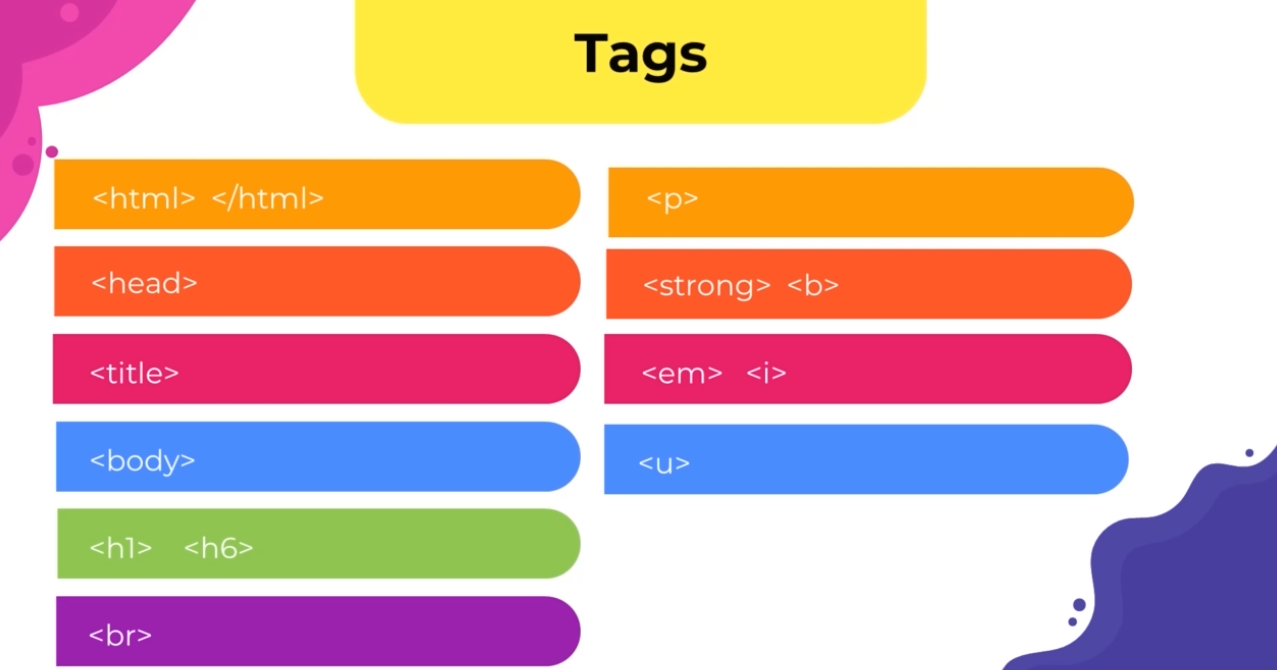 Tags
<html> </html>
<head>
<title>
<body>
<h1> <h6>
<br>
<p>
<strong> <b>
<em> <i>
<u>